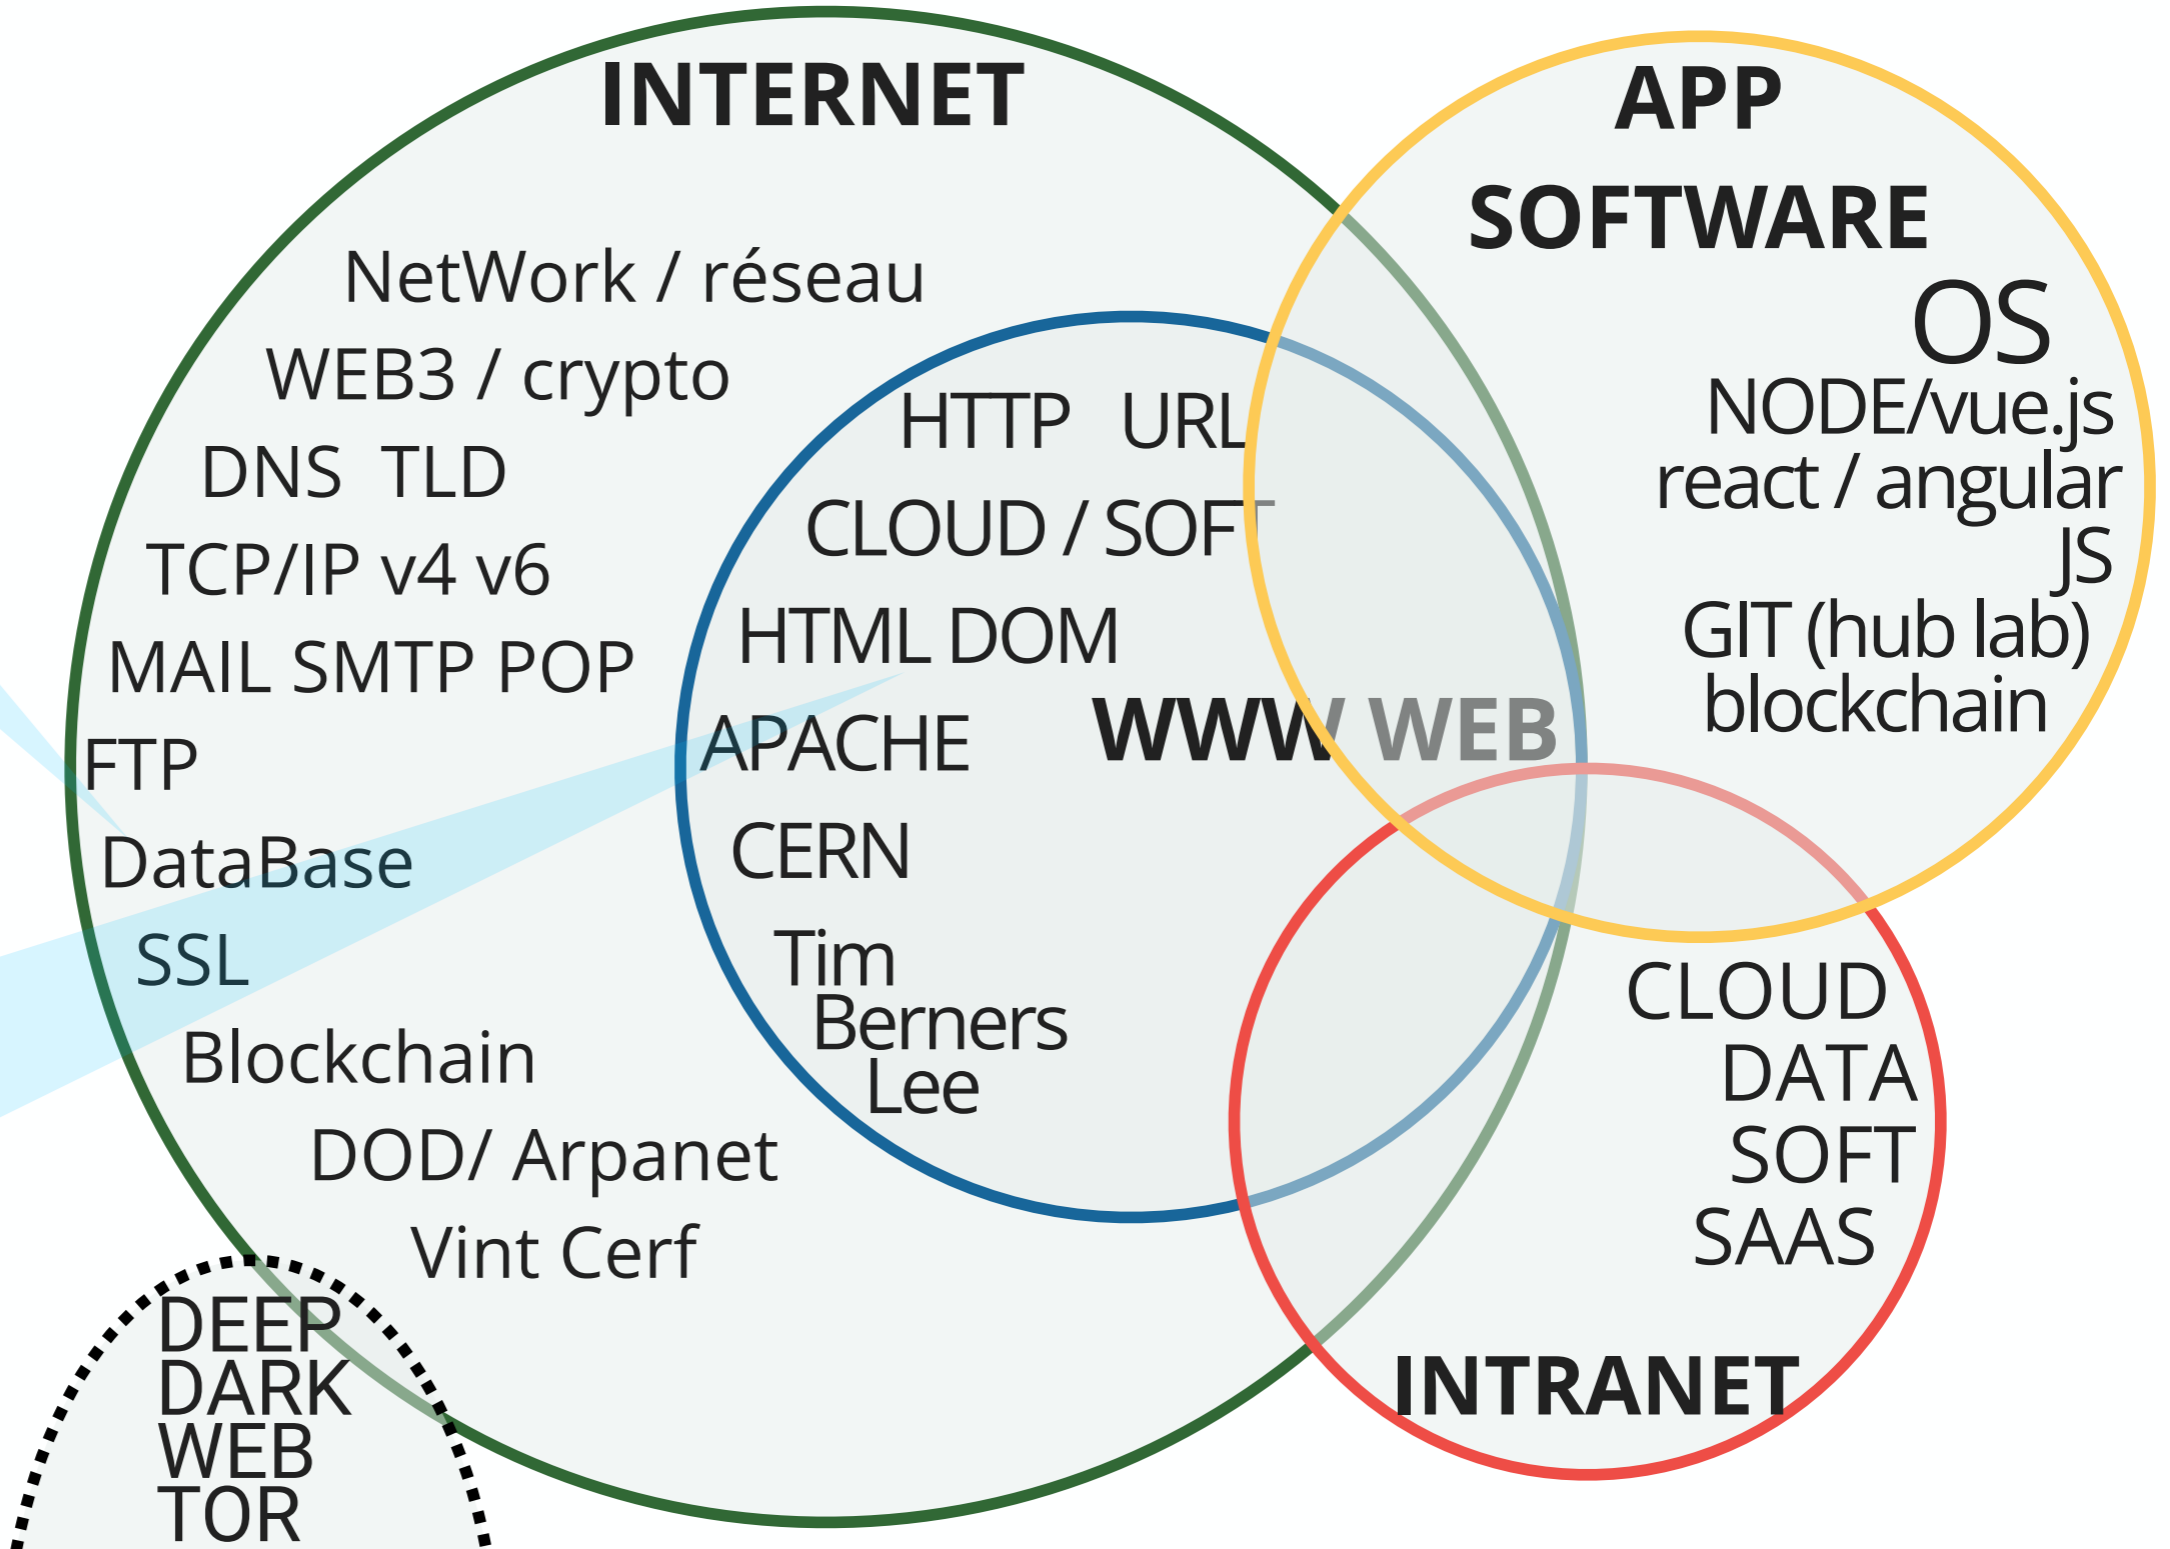 INTERNET
NetWork / réseau
WEB3 / crypto
DNS TLD
TCP/IP v4 v6
MAIL SMTP POP
FTP
DataBase
SSL
Blockchain
DOD/ Arpanet
Vint Cerf
HTTP URL
CLOUD / SOFT
HTML DOM
WWW WEB
APACHE
CERN
Tim
Berners
Lee
APP
SOFTWARE
OS
NODE/vue.js
react / angular
JS
GIT (hub lab)
blockchain
CLOUD
DATA
SOFT
SAAS
INTRANET
DEEP
DARK
WEB
TOR